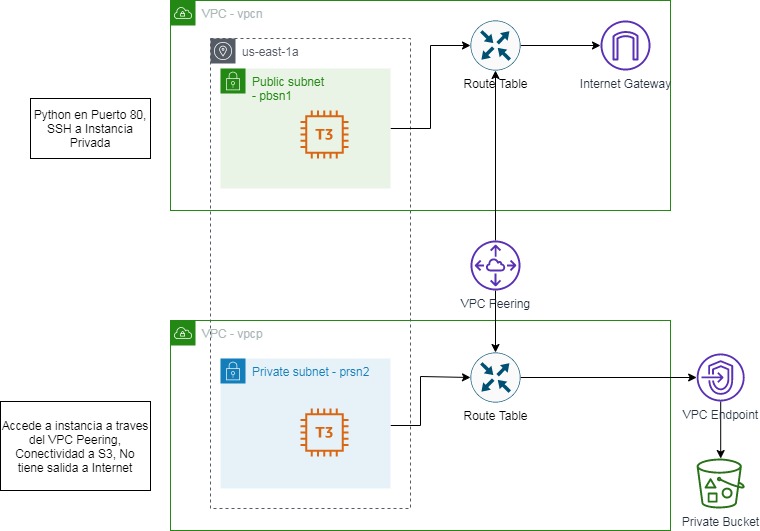 VPC - vpcn
us-east-1a
Public subnet
- pbsn1
T3
Route Table
Internet Gateway
Python en Puerto 80,
SSH a Instancia
Privada
VPC Peering
VPC - vpcp
Private subnet - prsn2
T3
Route Table
VPC Endpoint
Accede a instancia a traves
del VPC Peering,
Conectividad a S3, No
tiene salida a Internet
Private Bucket